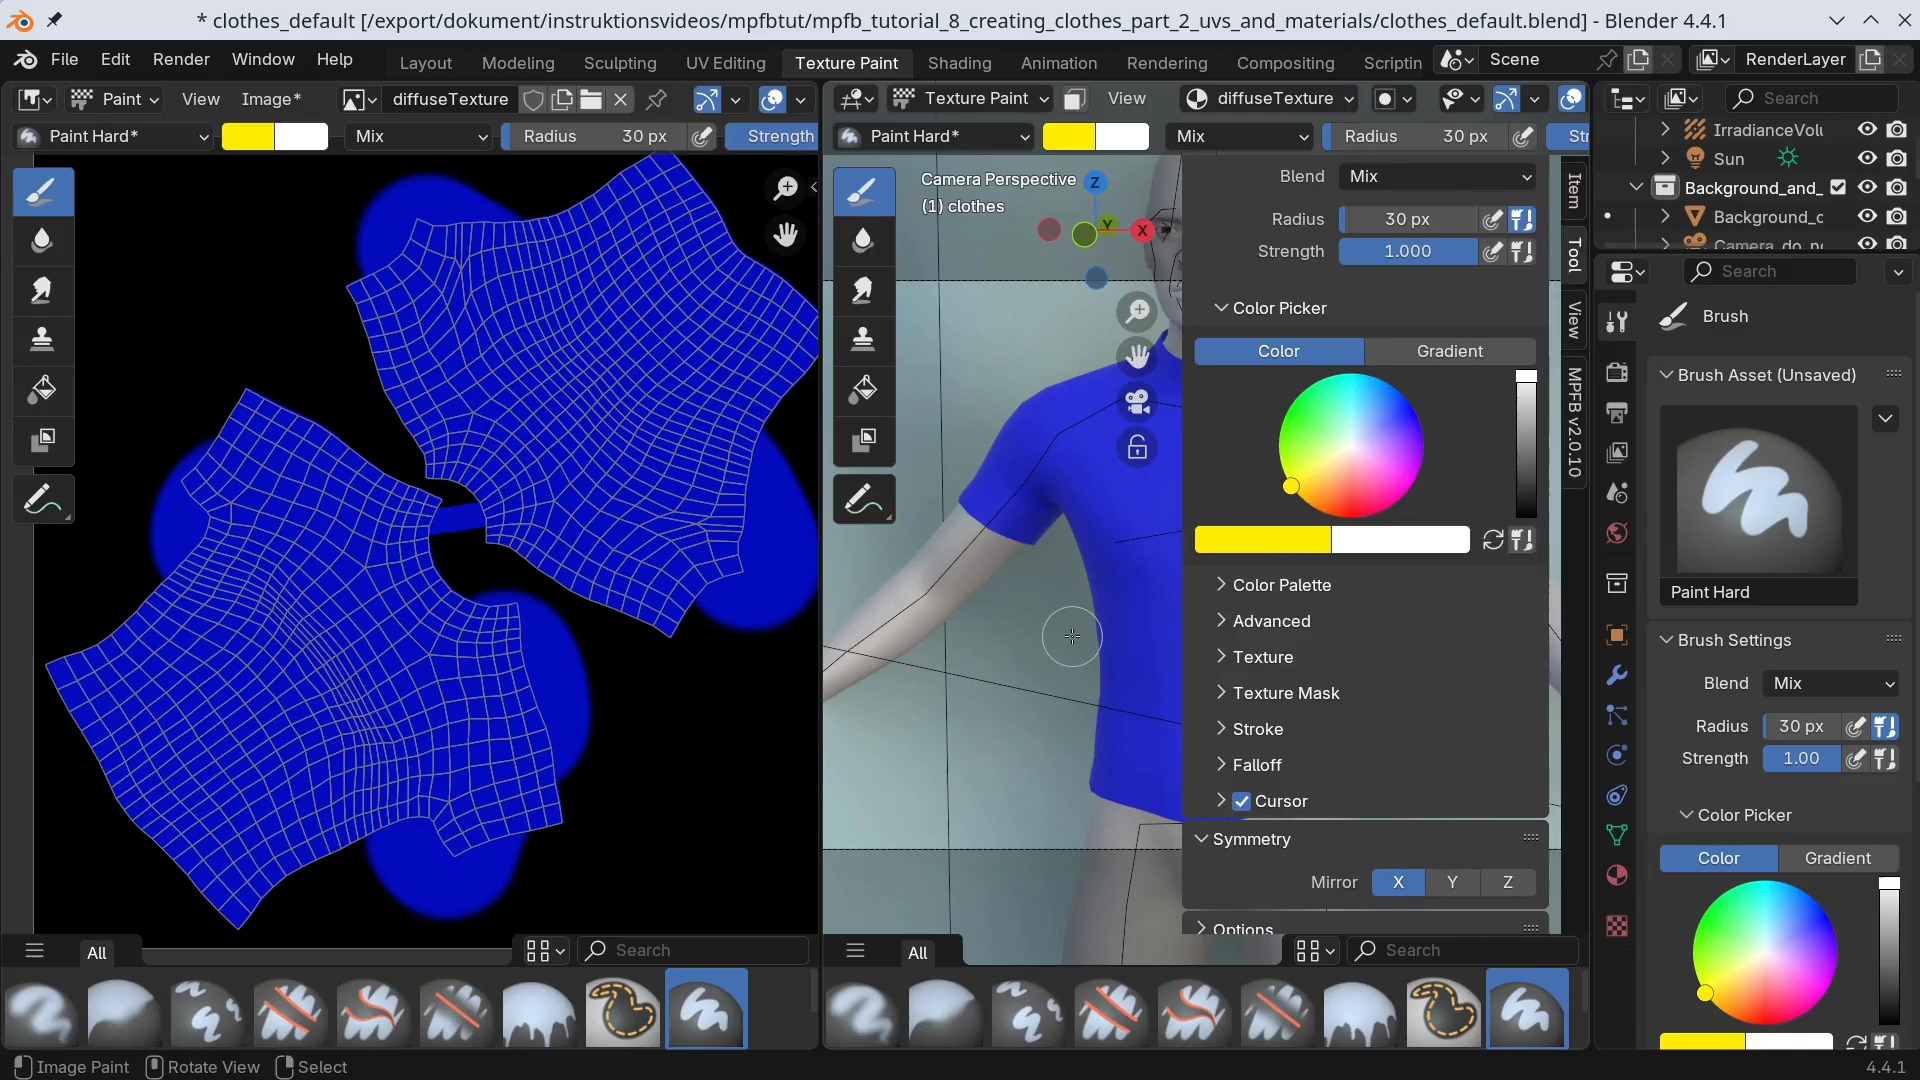 * clothes_default [/export/dokument/instruktionsvideos/mpfbtut/mpfb_tutorial_8_creating_clothes_part_2_uvs_and_materials/clothes_default.blend] - Blender 4.4.1
File Edit Render Window Help Layout Modeling Sculpting UV Editing Texture Paint Shading Animation Rendering Compositing Scriptin Scene RenderLayer
Paint View Image* diffuseTexture
Texture Paint View diffuseTexture
Search
Paint Hard* Mix Radius 30 px Strength
Paint Hard* Mix Radius 30 px Str
IrradianceVolu
Sun
Background_and_
Background_c
Camera_do_n
Camera Perspective
(1) clothes
Z
Y
X
Blend Mix
Radius 30 px
Strength 1.000
Color Picker
Color Gradient
Color Palette
Advanced
Texture
Texture Mask
Stroke
Falloff
Cursor
Symmetry
Mirror X Y Z
Options
Item
Tool
View
MPFB v2.0.10
Search
Brush
Brush Asset (Unsaved)
Paint Hard
Brush Settings
Blend Mix
Radius 30 px
Strength 1.00
Color Picker
Color Gradient
All Search
All Search
Image Paint Rotate View Select
4.4.1